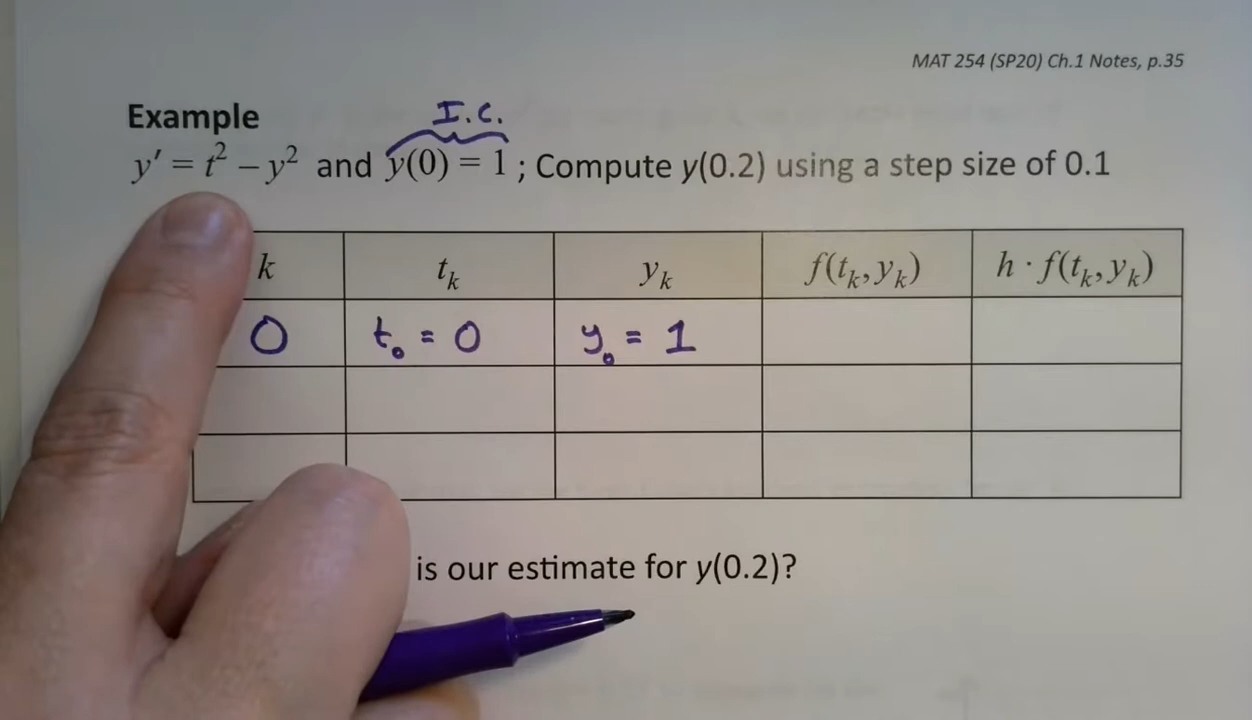 MAT 254 (SP20) Ch.1 Notes, p.35
I.C.
Example
y′ = t² – y² and y(0) = 1 ; Compute y(0.2) using a step size of 0.1
k tₖ yₖ f(tₖ, yₖ) h · f(tₖ, yₖ)
0 t₀ = 0 y₀ = 1
is our estimate for y(0.2)?